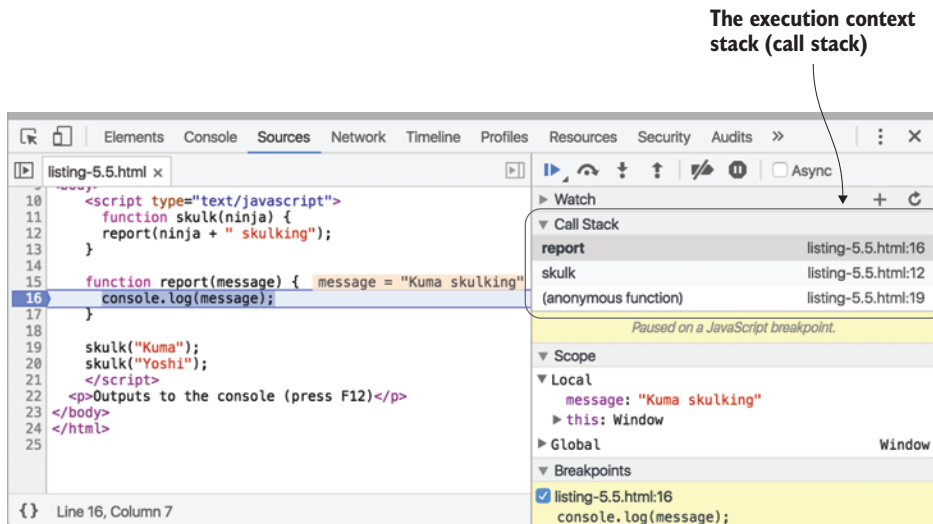 The execution context
stack (call stack)
Elements Console Sources Network Timeline Profiles Resources Security Audits »
listing-5.5.html ×
Async
9 <body>
10 <script type="text/javascript">
11 function skulk(ninja) {
12 report(ninja + " skulking");
13 }
14
15 function report(message) { message = "Kuma skulking"
16 console.log(message);
17 }
18
19 skulk("Kuma");
20 skulk("Yoshi");
21 </script>
22 <p>Outputs to the console (press F12)</p>
23 </body>
24 </html>
25
{} Line 16, Column 7
Watch
Call Stack
report listing-5.5.html:16
skulk listing-5.5.html:12
(anonymous function) listing-5.5.html:19
Paused on a JavaScript breakpoint.
Scope
Local
message: "Kuma skulking"
this: Window
Global Window
Breakpoints
listing-5.5.html:16
console.log(message);